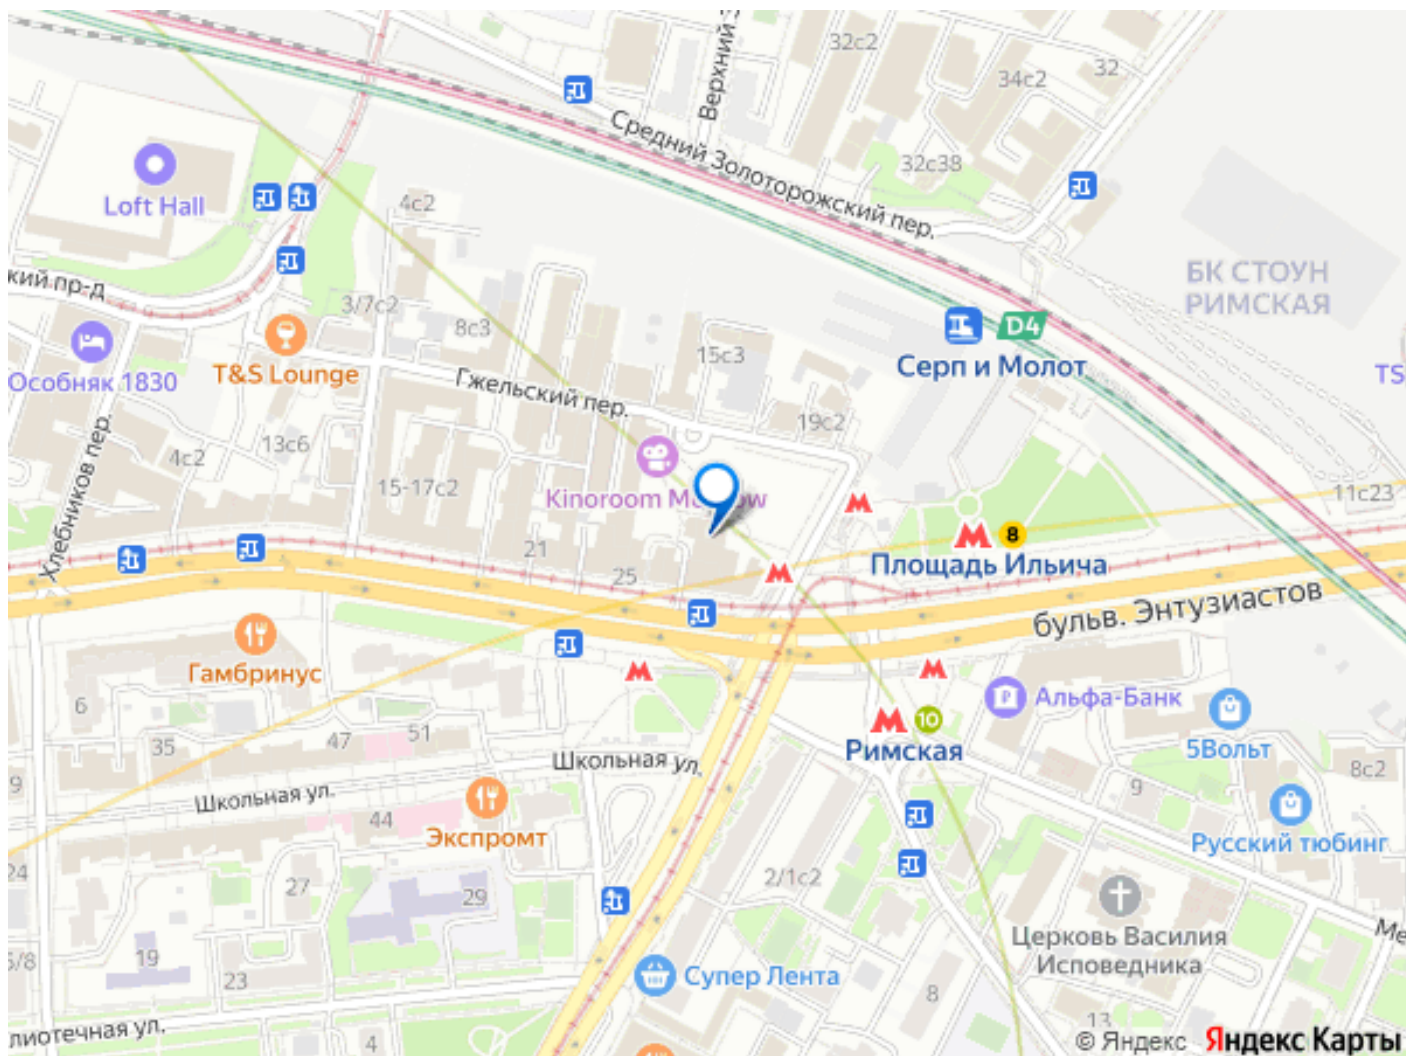 32с2
32
34с2
Верхний
Средний Золоторожский пер.
32с38
Loft Hall
4с2
БК СТОУН
РИМСКАЯ
кий пр-д
3/7с2
8с3
D4
15с3
Серп и Молот
TS
Особняк 1830
T&S Lounge
Гжельский пер.
19с2
13с6
Хлебников пер.
4с2
15-17с2
Kinoroom
11с23
8
21
Площадь Ильича
25
бульв. Энтузиастов
Гамбринус
Альфа-Банк
6
51
47
35
10
Римская
5Вольт
Школьная ул.
8с2
9
9
Школьная ул.
44
Экспромт
Русский тюбинг
24
27
29
2/1с2
Церковь Василия
Исповедника
Ме
19
5/8
23
Супер Лента
8
13
лиотечная ул.
4
© Яндекс Яндекс Карты